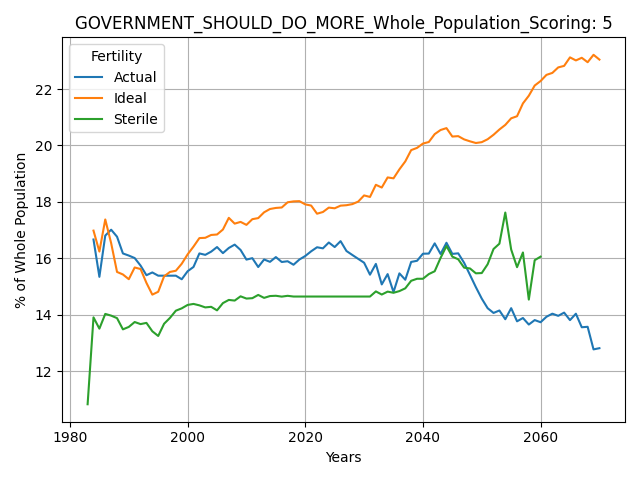 GOVERNMENT_SHOULD_DO_MORE_Whole_Population_Scoring: 5
Fertility
Actual
Ideal
Sterile
% of Whole Population
22
20
18
16
14
12
1980
2000
2020
2040
2060
Years